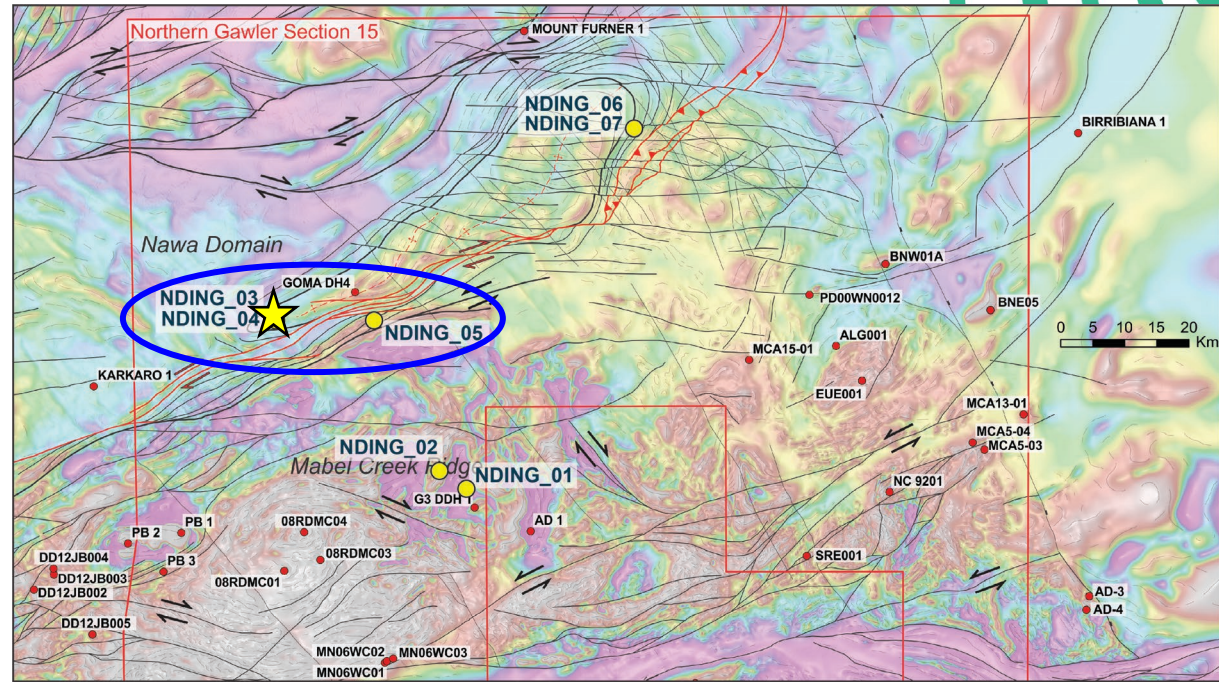 Northern Gawler Section 15
MOUNT FURNER 1
NDING_06
NDING_07
BIRRIBIANA 1
Nawa Domain
BNW01A
GOMA DH4
NDING_03
NDING_04
PD00WN0012
BNE05
NDING_05
0 5 10 15 20
Km
ALG001
MCA15-01
KARKARO 1
EUE001
MCA13-01
MCA5-04
MCA5-03
NDING_02
Mabel Creek Ridg
NDING_01
G3 DDH 1
NC 9201
08RDMC04
PB 1
AD 1
PB 2
08RDMC03
SRE001
DD12JB004
PB 3
DD12JB003
08RDMC01
DD12JB002
AD-3
AD-4
DD12JB005
MN06WC02
MN06WC03
MN06WC01